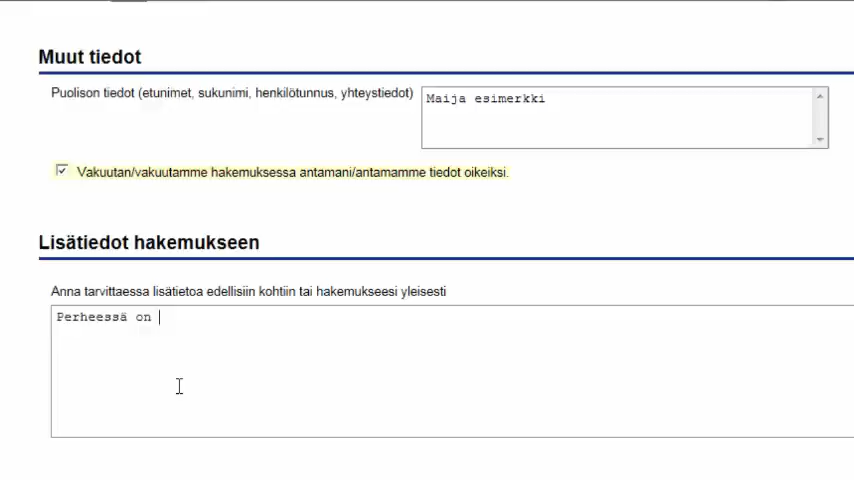 Muut tiedot
Puolison tiedot (etunimet, sukunimi, henkilötunnus, yhteystiedot)
Maija esimerkki
Vakuutan/vakuutamme hakemuksessa antamani/antamamme tiedot oikeiksi.
Lisätiedot hakemukseen
Anna tarvittaessa lisätietoa edellisiin kohtiin tai hakemukseesi yleisesti
Perheessä on